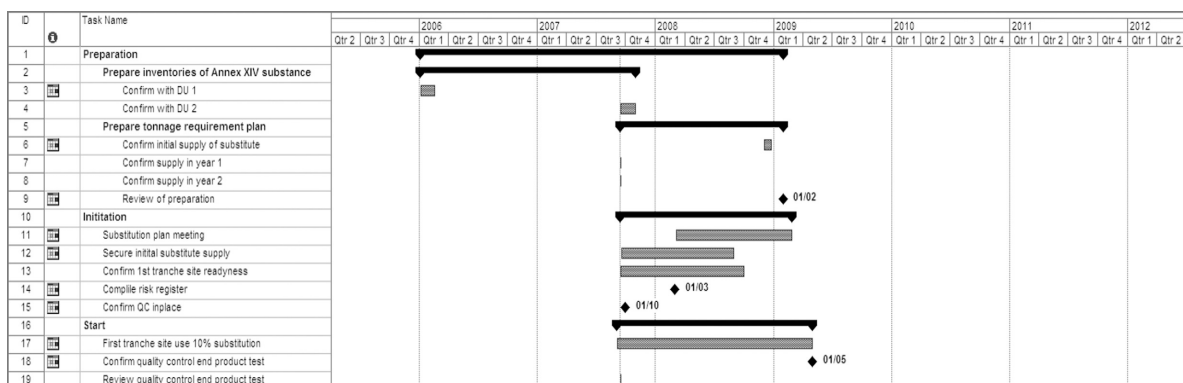 ID Task Name 2006 2007 2008 2009 2010 2011 2012
Qtr 2 Qtr 3 Qtr 4 Qtr 1 Qtr 2 Qtr 3 Qtr 4 Qtr 1 Qtr 2 Qtr 3 Qtr 4 Qtr 1 Qtr 2 Qtr 3 Qtr 4 Qtr 1 Qtr 2 Qtr 3 Qtr 4 Qtr 1 Qtr 2 Qtr 3 Qtr 4 Qtr 1 Qtr 2 Qtr 3 Qtr 4 Qtr 1 Qtr 2
1 Preparation
2 Prepare inventories of Annex XIV substance
3 Confirm with DU 1
4 Confirm with DU 2
5 Prepare tonnage requirement plan
6 Confirm initial supply of substitute
7 Confirm supply in year 1
8 Confirm supply in year 2
9 Review of preparation 01/02
10 Inititation
11 Substitution plan meeting
12 Secure initital substitute supply
13 Confirm 1st tranche site readyness
14 Complile risk register 01/03
15 Confirm QC inplace 01/10
16 Start
17 First tranche site use 10% substitution
18 Confirm quality control end product test 01/05
19 Review quality control end product test